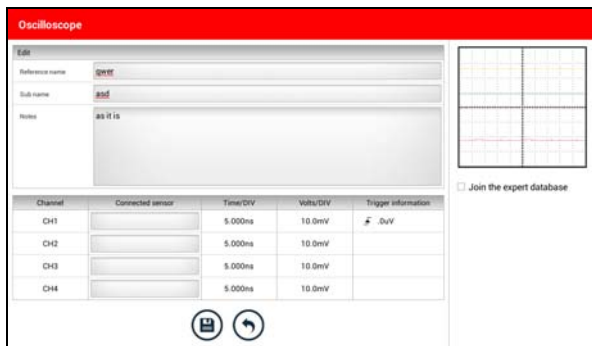 Oscilloscope
Edit
Reference name qwer
Sub name asd
Notes as it is
Channel Connected sensor Time/DIV Volts/DIV Trigger information
CH1 5.000ns 10.0mV .0uV
CH2 5.000ns 10.0mV
CH3 5.000ns 10.0mV
CH4 5.000ns 10.0mV
Join the expert database